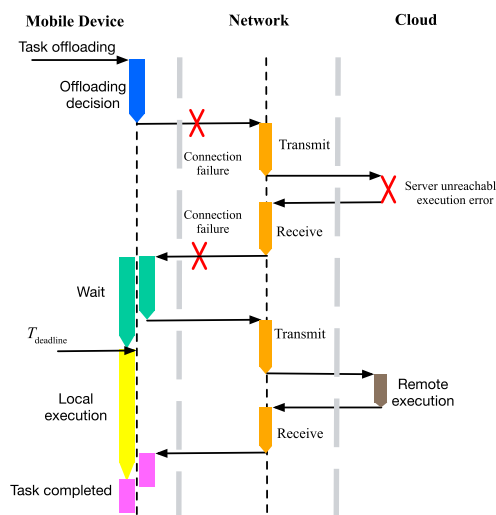 Mobile Device
Network
Cloud
Task offloading
Offloading
decision
Transmit
Connection
failure
Server unreachabl
execution error
Connection
failure
Receive
Wait
Transmit
T deadline
Remote
execution
Local
execution
Receive
Task completed